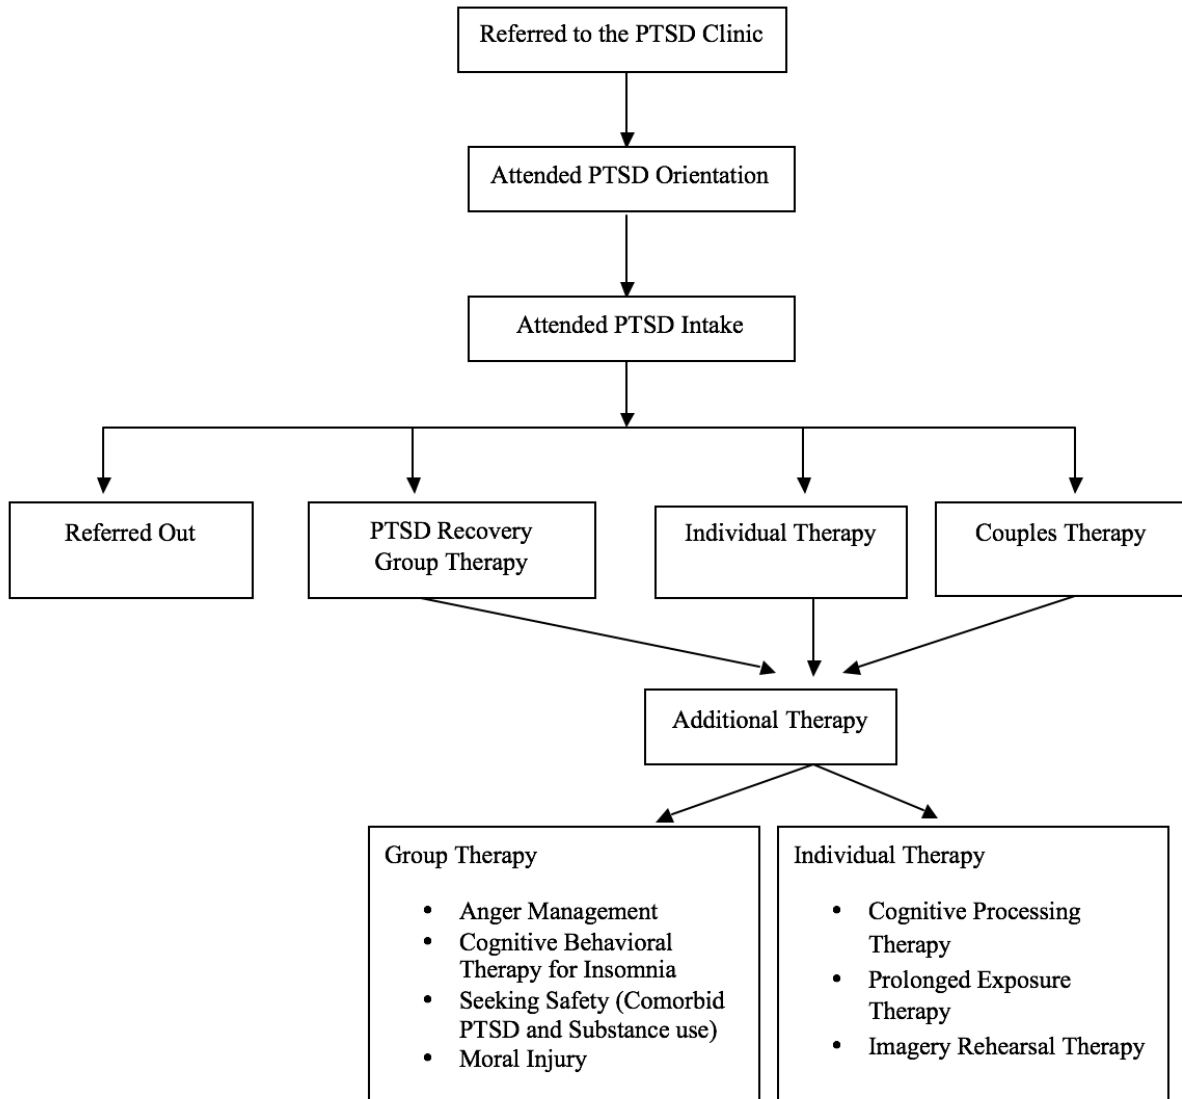 Referred to the PTSD Clinic
Attended PTSD Orientation
Attended PTSD Intake
Referred Out
PTSD Recovery
Group Therapy
Individual Therapy
Couples Therapy
Additional Therapy
Group Therapy
• Anger Management
• Cognitive Behavioral
Therapy for Insomnia
• Seeking Safety (Comorbid
PTSD and Substance use)
• Moral Injury
Individual Therapy
• Cognitive Processing
Therapy
• Prolonged Exposure
Therapy
• Imagery Rehearsal Therapy